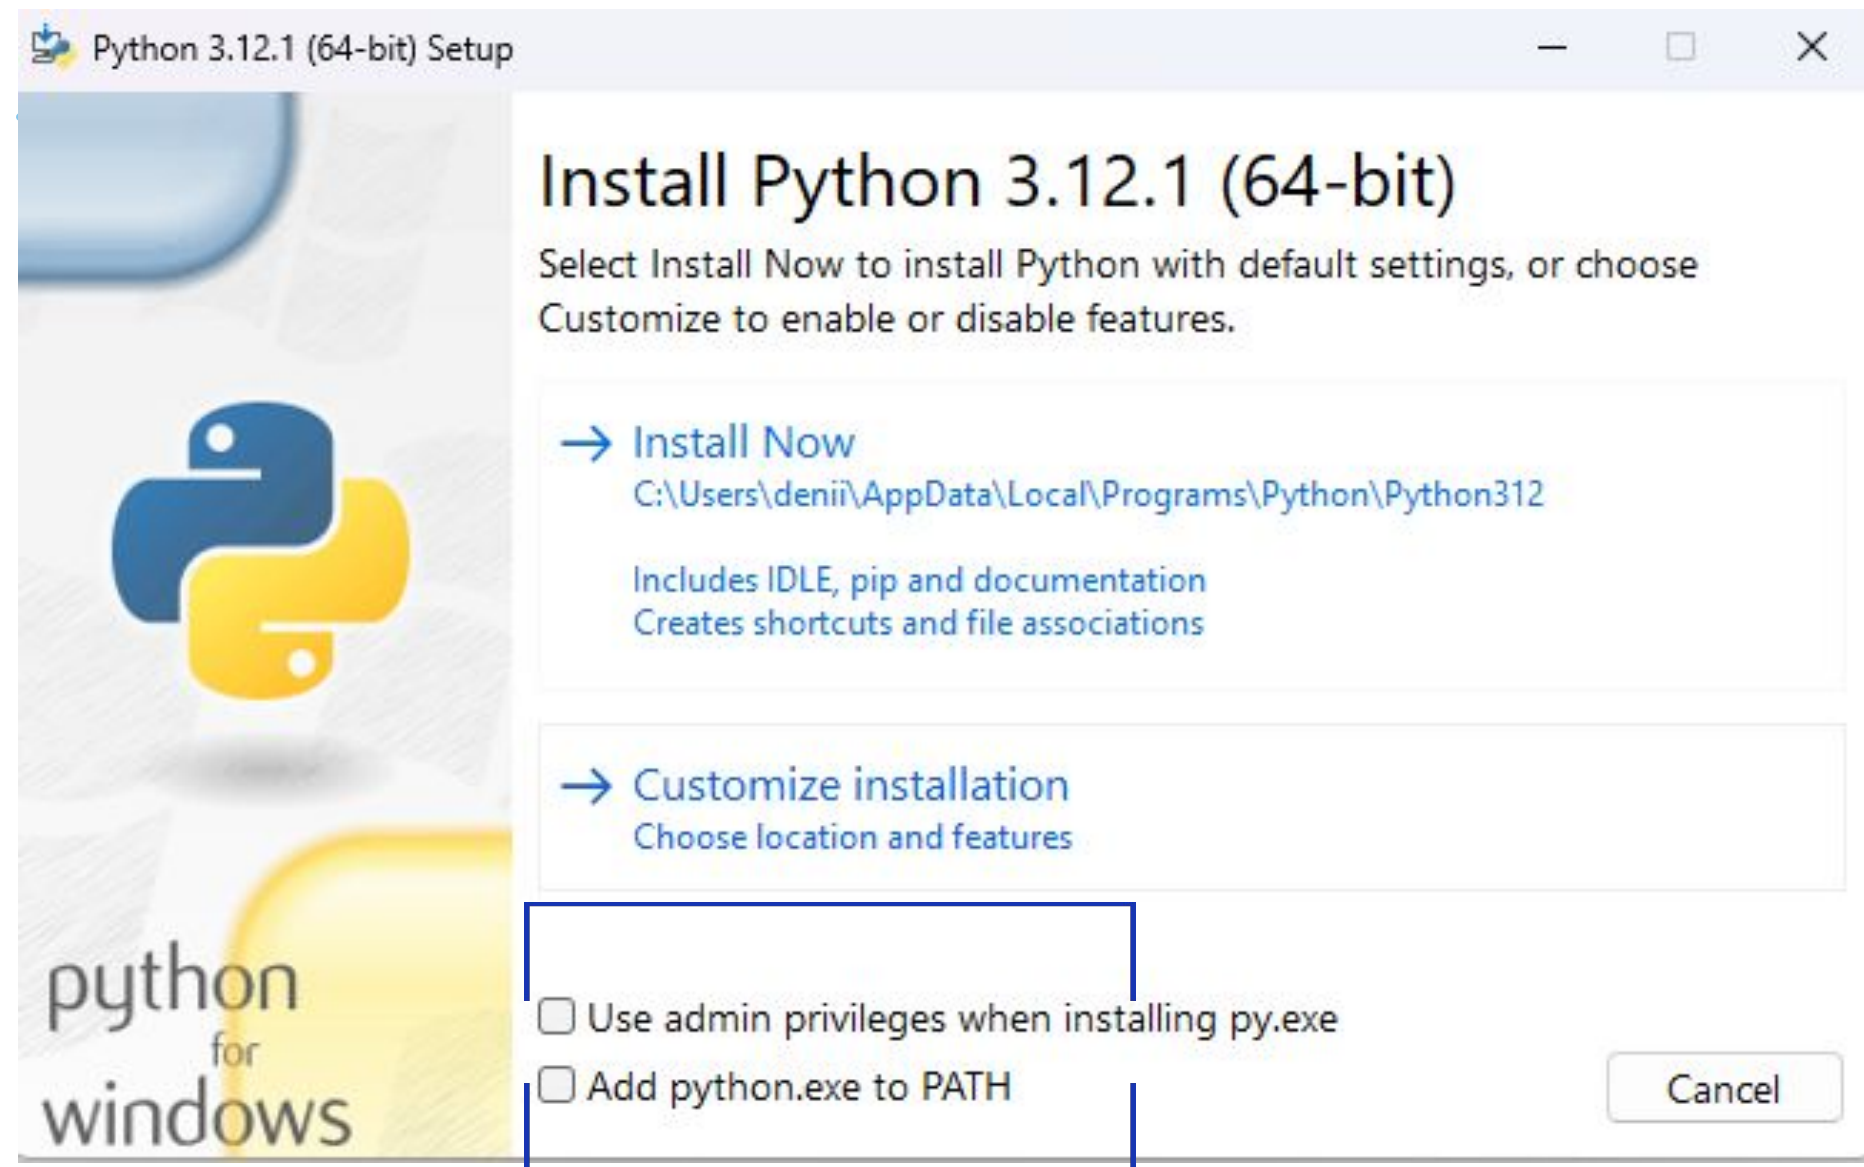 Python 3.12.1 (64-bit) Setup
Install Python 3.12.1 (64-bit)
Select Install Now to install Python with default settings, or choose
Customize to enable or disable features.
Install Now
C:\Users\denii\AppData\Local\Programs\Python\Python312
Includes IDLE, pip and documentation
Creates shortcuts and file associations
Customize installation
Choose location and features
Use admin privileges when installing py.exe
Add python.exe to PATH
Cancel
python
for
windows